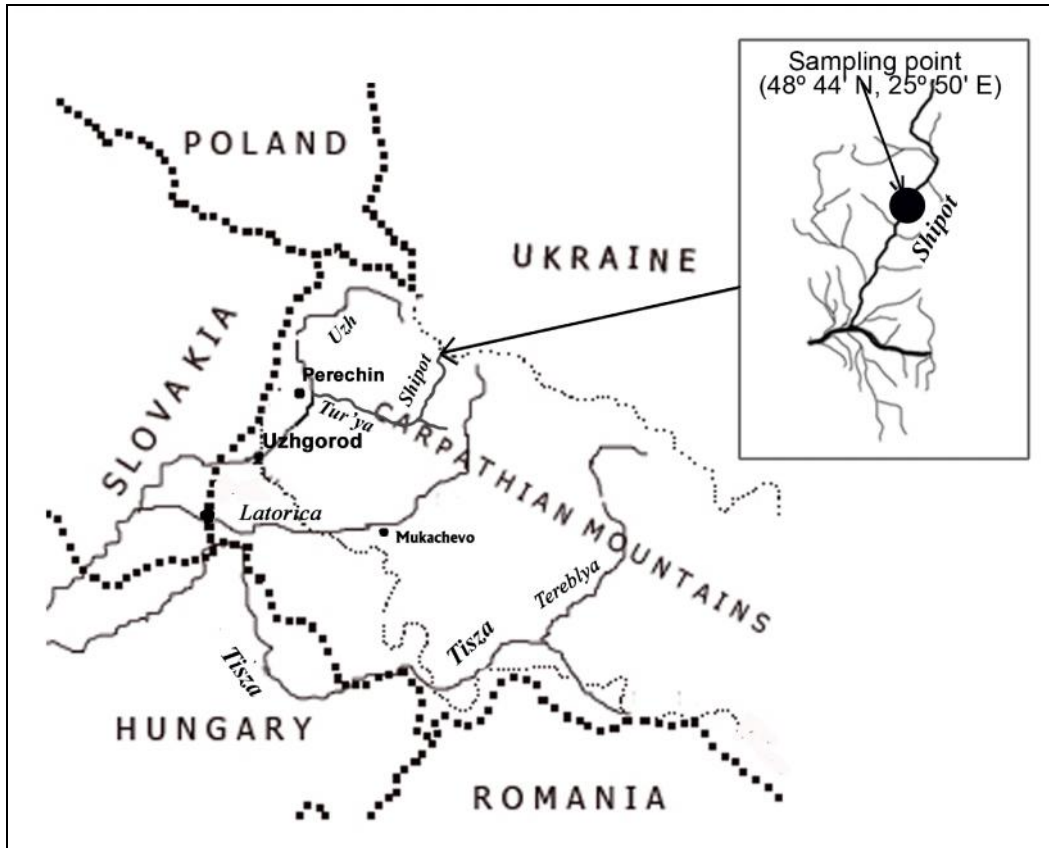 Sampling point
(48º 44' N, 25º 50' E)
Shipot
POLAND
UKRAINE
SLOVAKIA
Uzh
Perechin
Shipot
Tur'ya
Uzhgorod
CARPATHIAN MOUNTAINS
Latorica
Mukachevo
Tereblya
Tisza
Tisza
HUNGARY
ROMANIA